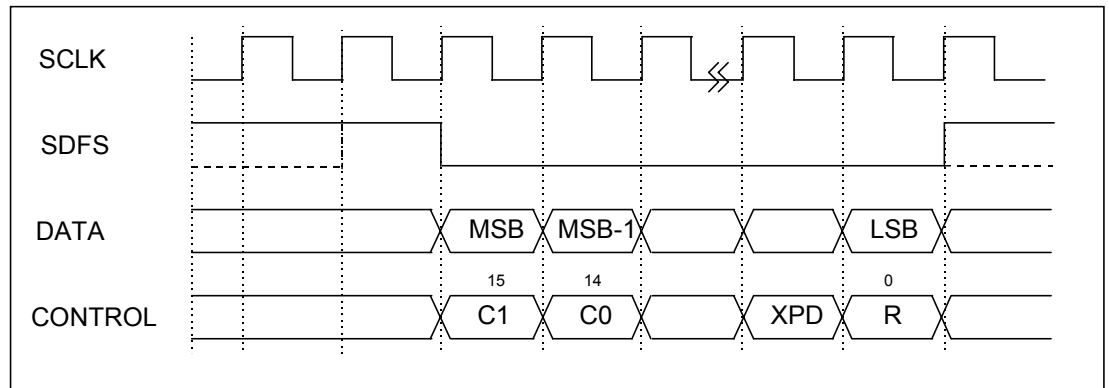 SCLK
SDFS
DATA MSB MSB-1 LSB
15 14 0
CONTROL C1 C0 XPD R